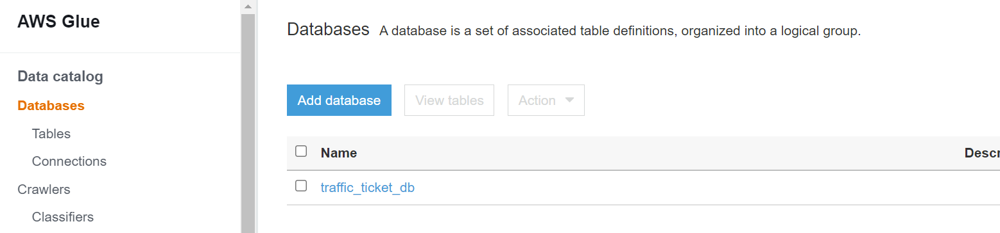 AWS Glue
Data catalog
Databases
Tables
Connections
Crawlers
Classifiers
Databases A database is a set of associated table definitions, organized into a logical group.
Add database View tables Action
Name Descr
traffic_ticket_db